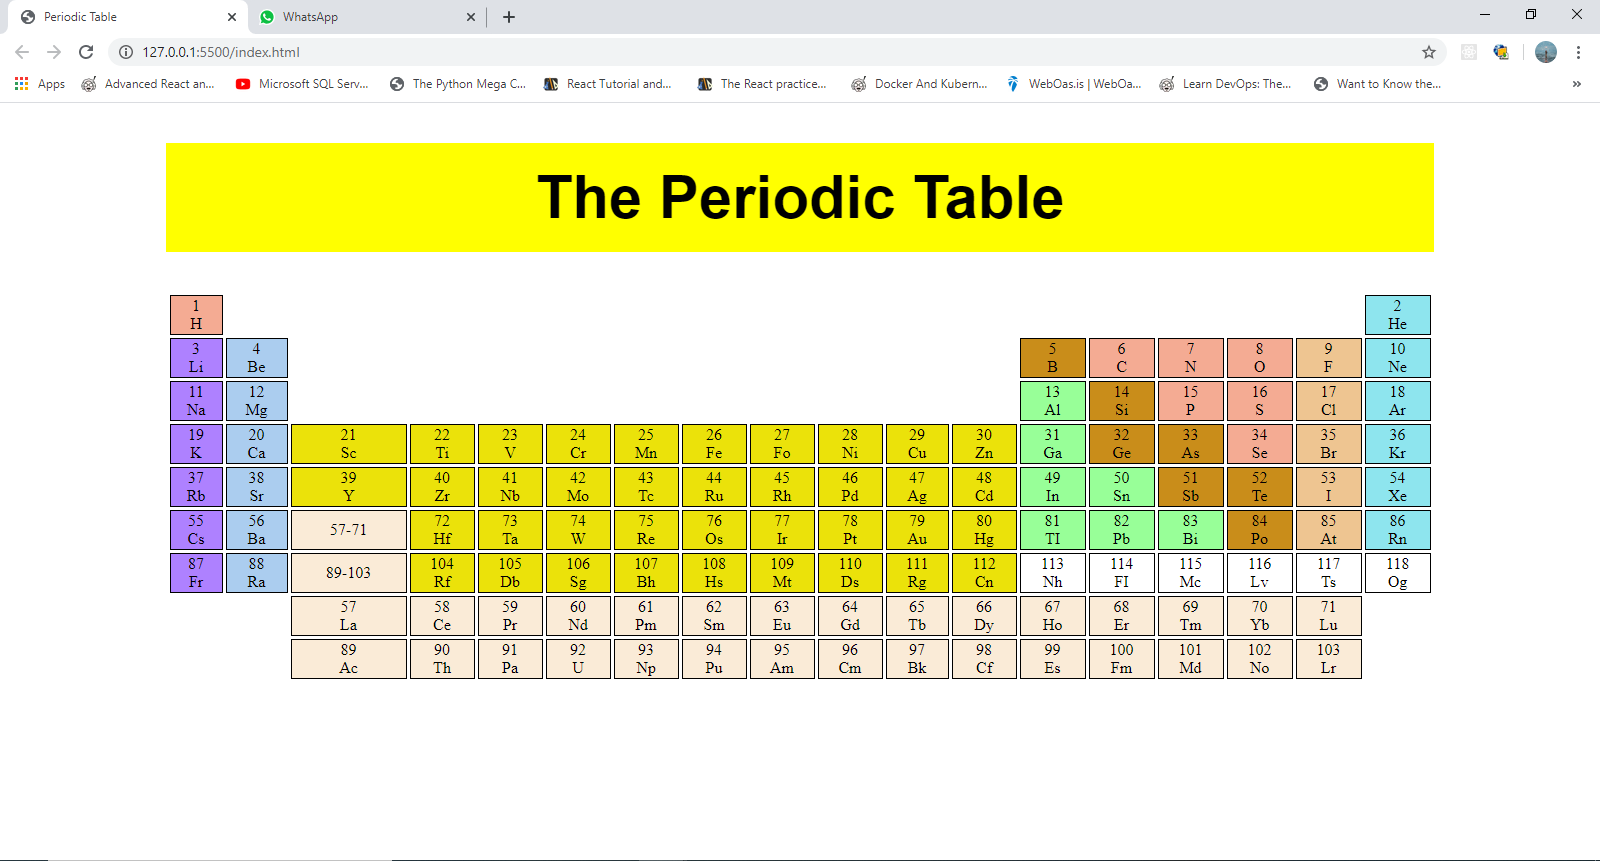 Periodic Table
WhatsApp
127.0.0.1:5500/index.html
Apps
Advanced React an...
Microsoft SQL Serv...
The Python Mega C...
React Tutorial and...
The React practice...
Docker And Kubern...
WebOas.is | WebOa...
Learn DevOps: The...
Want to Know the...
The Periodic Table
1 2
H He
3 4 5 6 7 8 9 10
Li Be B C N O F Ne
11 12 13 14 15 16 17 18
Na Mg Al Si P S Cl Ar
19 20 21 22 23 24 25 26 27 28 29 30 31 32 33 34 35 36
K Ca Sc Ti V Cr Mn Fe Fo Ni Cu Zn Ga Ge As Se Br Kr
37 38 39 40 41 42 43 44 45 46 47 48 49 50 51 52 53 54
Rb Sr Y Zr Nb Mo Tc Ru Rh Pd Ag Cd In Sn Sb Te I Xe
55 56 57-71 72 73 74 75 76 77 78 79 80 81 82 83 84 85 86
Cs Ba Hf Ta W Re Os Ir Pt Au Hg TI Pb Bi Po At Rn
87 88 89-103 104 105 106 107 108 109 110 111 112 113 114 115 116 117 118
Fr Ra Rf Db Sg Bh Hs Mt Ds Rg Cn Nh FI Mc Lv Ts Og
57 58 59 60 61 62 63 64 65 66 67 68 69 70 71
La Ce Pr Nd Pm Sm Eu Gd Tb Dy Ho Er Tm Yb Lu
89 90 91 92 93 94 95 96 97 98 99 100 101 102 103
Ac Th Pa U Np Pu Am Cm Bk Cf Es Fm Md No Lr